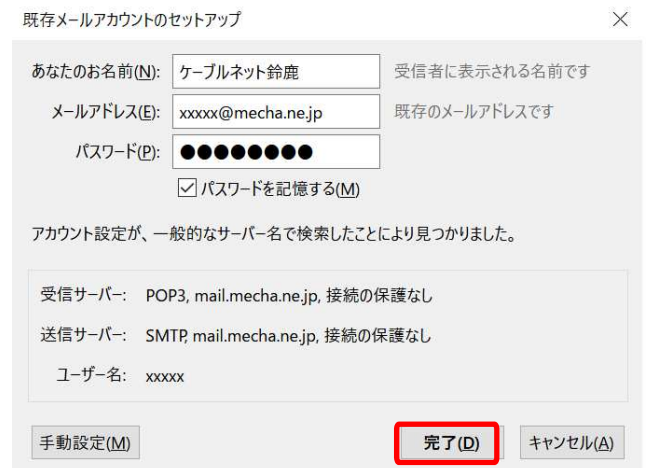 既存メールアカウントのセットアップ
あなたのお名前(N): ケーブルネット鈴鹿 受信者に表示される名前です
メールアドレス(E): xxxxx@mecha.ne.jp 既存のメールアドレスです
パスワード(P): ●●●●●●●●
パスワードを記憶する(M)
アカウント設定が、一般的なサーバー名で検索したことにより見つかりました。
受信サーバー: POP3, mail.mecha.ne.jp, 接続の保護なし
送信サーバー: SMTP, mail.mecha.ne.jp, 接続の保護なし
ユーザー名: xxxxx
手動設定(M) 完了(D) キャンセル(A)